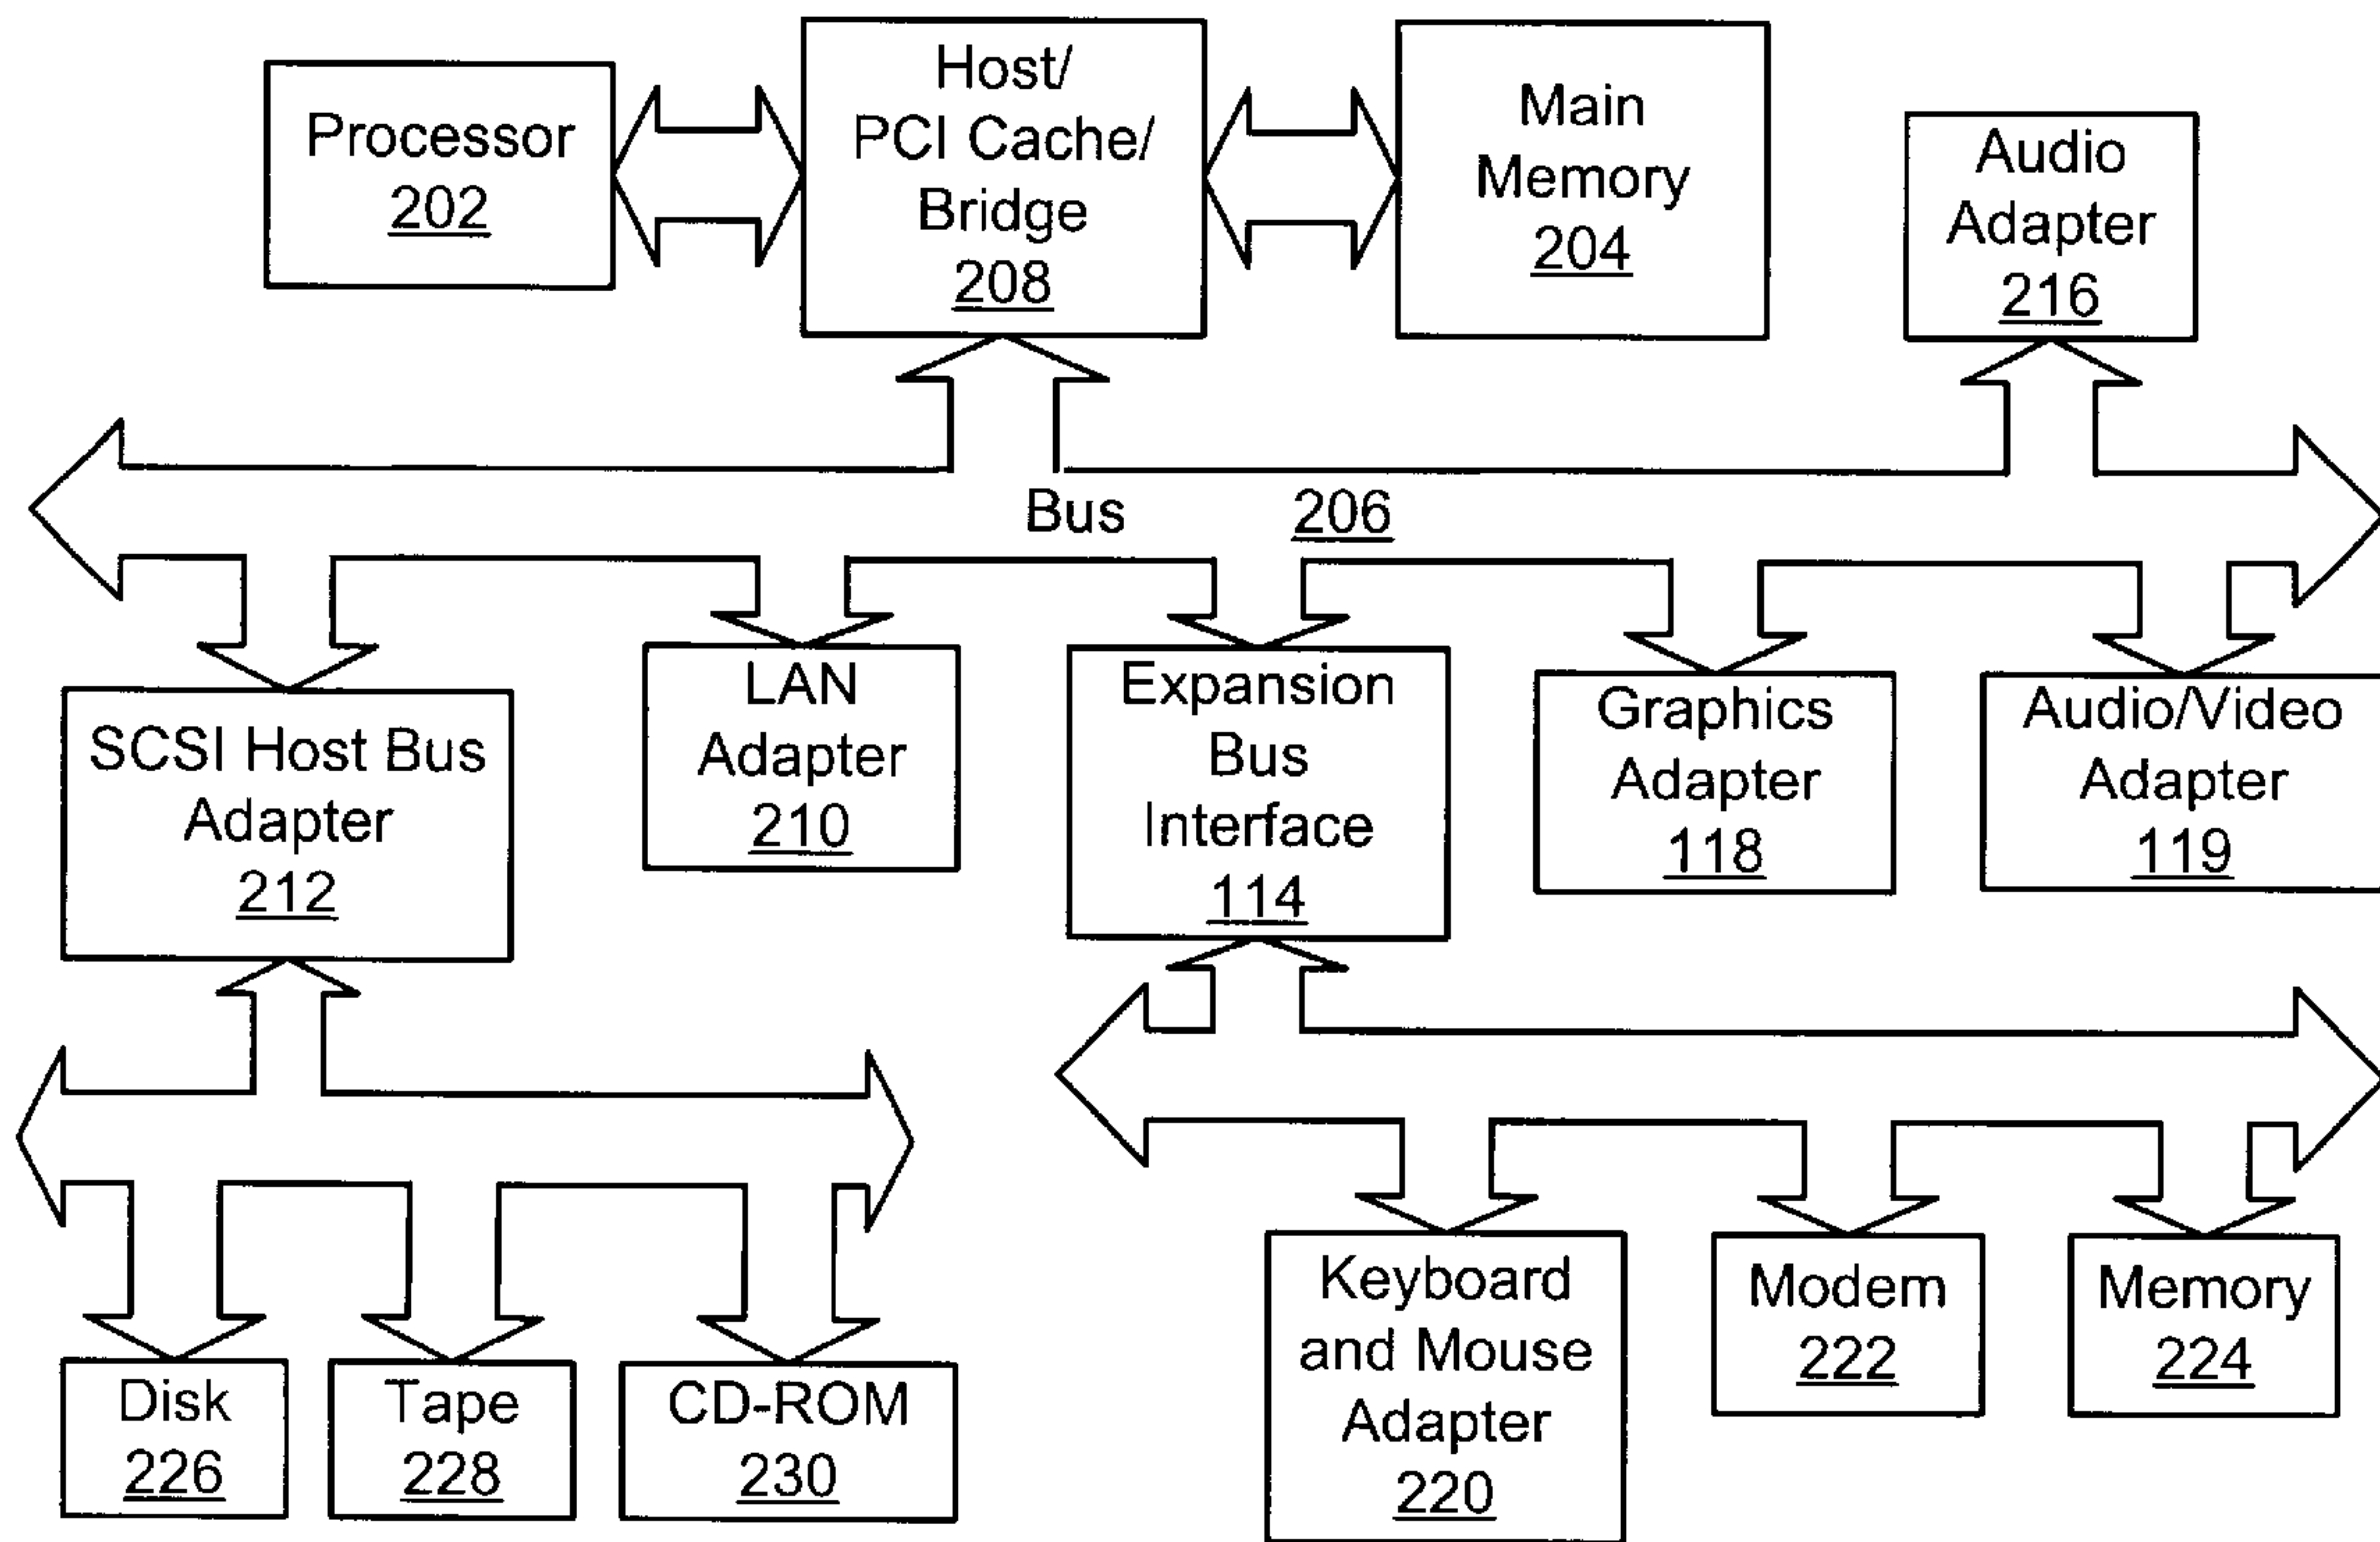 Processor
202
Host/
PCI Cache/
Bridge
208
Main
Memory
204
Audio
Adapter
216
Bus 206
SCSI Host Bus
Adapter
212
LAN
Adapter
210
Expansion
Bus
Interface
114
Graphics
Adapter
118
Audio/Video
Adapter
119
Disk
226
Tape
228
CD-ROM
230
Keyboard
and Mouse
Adapter
220
Modem
222
Memory
224